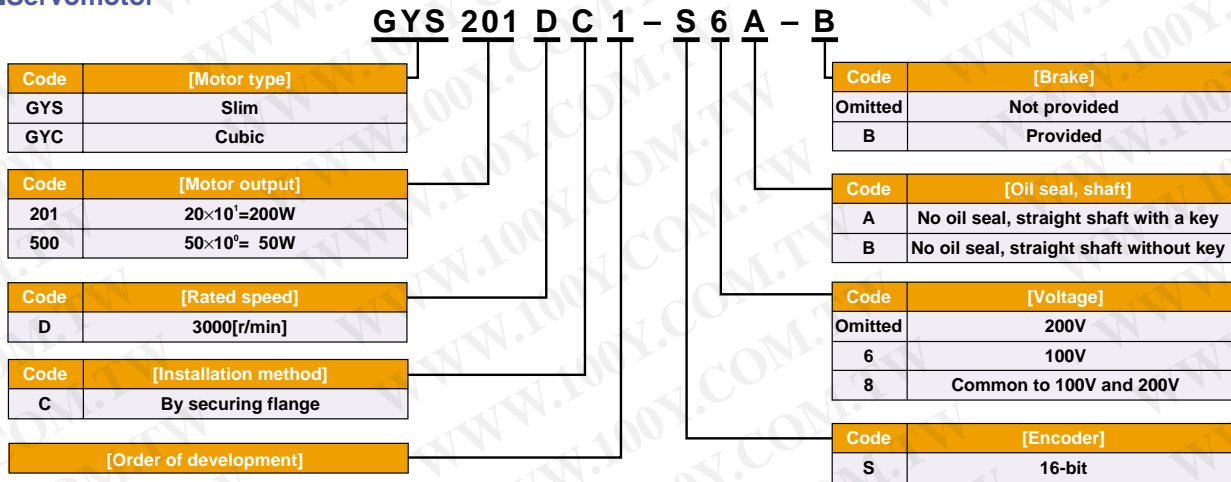 Servomotor
GYS 201 D C 1 – S 6 A – B
Code [Motor type]
GYS Slim
GYC Cubic
Code [Motor output]
201 20×10¹=200W
500 50×10⁰= 50W
Code [Rated speed]
D 3000[r/min]
Code [Installation method]
C By securing flange
[Order of development]
Code [Brake]
Omitted Not provided
B Provided
Code [Oil seal, shaft]
A No oil seal, straight shaft with a key
B No oil seal, straight shaft without key
Code [Voltage]
Omitted 200V
6 100V
8 Common to 100V and 200V
Code [Encoder]
S 16-bit
WWW.100Y.COM.TW